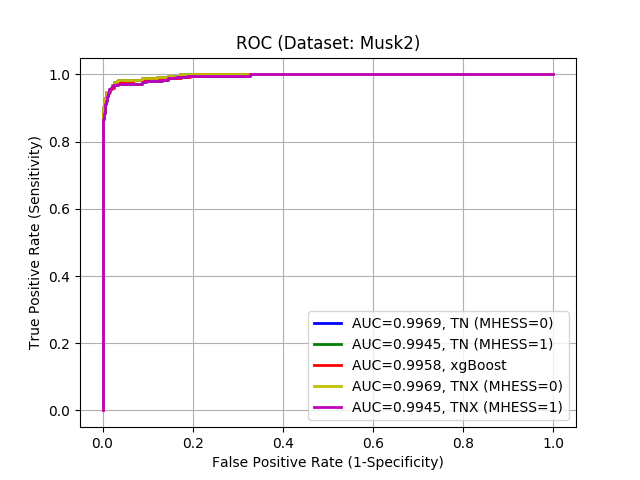 ROC (Dataset: Musk2)
True Positive Rate (Sensitivity)
1.0
0.8
0.6
0.4
0.2
0.0
AUC=0.9969, TN (MHESS=0)
AUC=0.9945, TN (MHESS=1)
AUC=0.9958, xgBoost
AUC=0.9969, TNX (MHESS=0)
AUC=0.9945, TNX (MHESS=1)
0.0 0.2 0.4 0.6 0.8 1.0
False Positive Rate (1-Specificity)